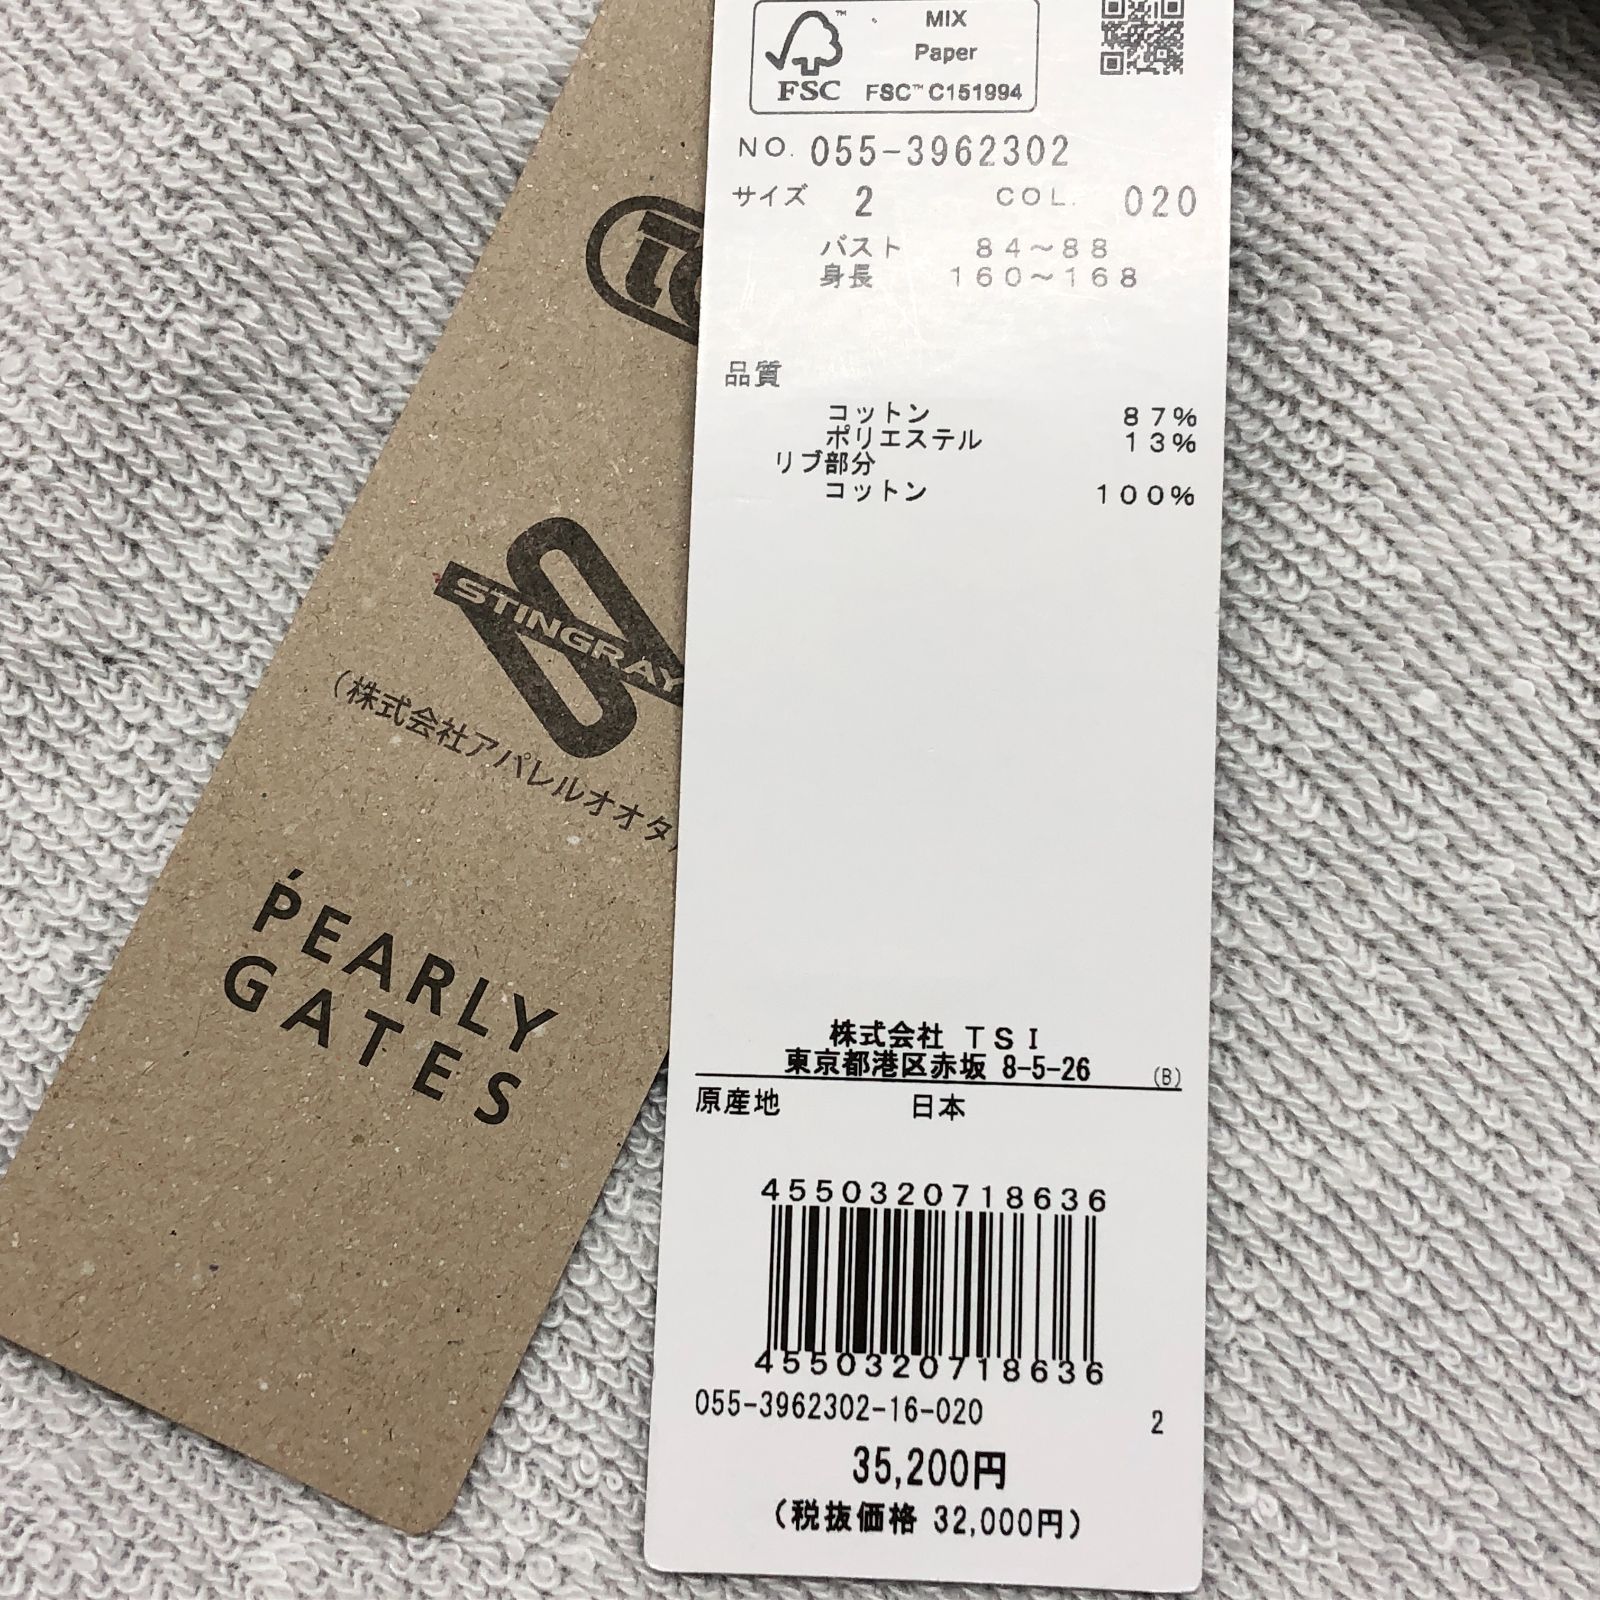 MIX
Paper
FSC
FSC™ C151994
NO. 055-3962302
サイズ 2 COL. 020
バスト 84～88
身長 160～168
品質
コットン 87%
ポリエステル 13%
リブ部分
コットン 100%
株式会社 TSI
東京都港区赤坂 8-5-26 (B)
原産地 日本
4550320718636
4550320718636
055-3962302-16-020 2
35,200円
(税抜価格 32,000円)
STINGRAY
(株式会社アパレルオオタ)
PEARLY
GATES